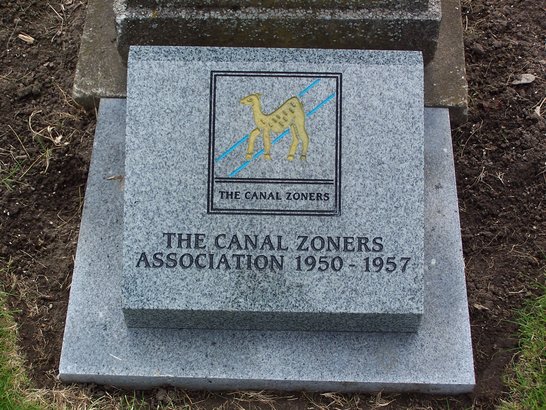 THE CANAL ZONERS
THE CANAL ZONERS
ASSOCIATION 1950 - 1957